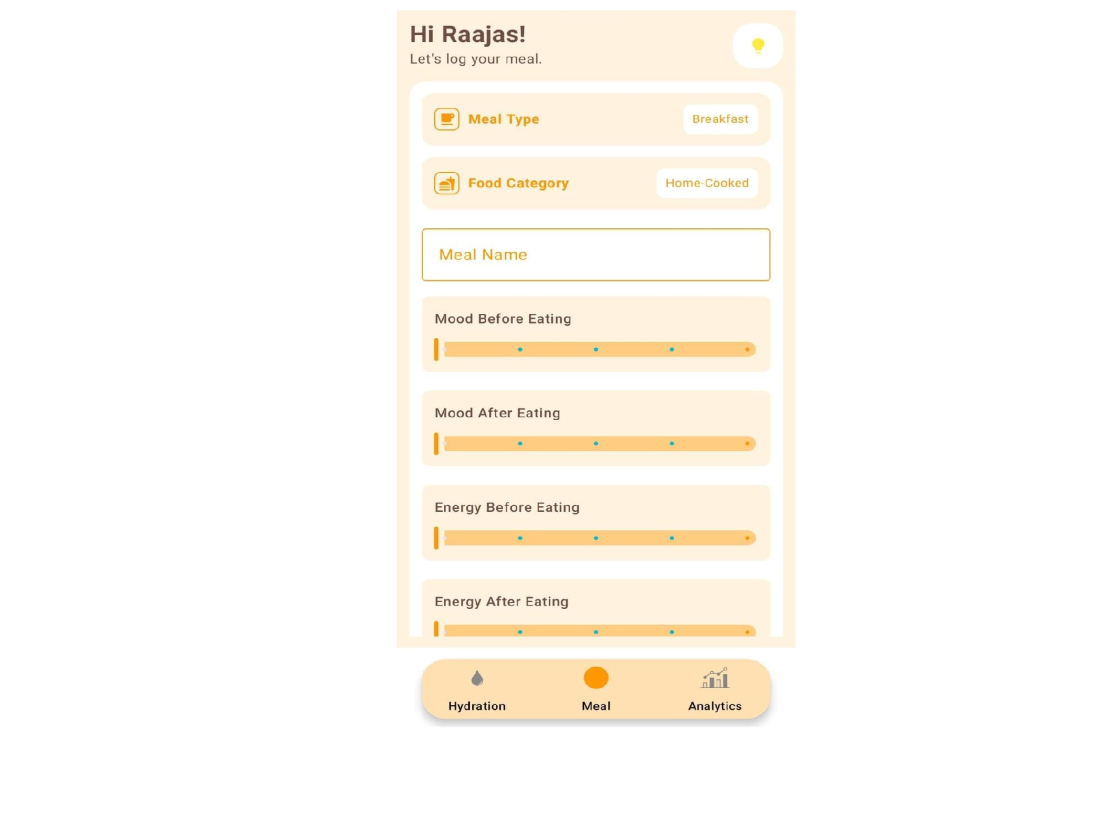 Hi Raajas!
Let's log your meal.
Meal Type
Breakfast
Food Category
Home-Cooked
Meal Name
Mood Before Eating
Mood After Eating
Energy Before Eating
Energy After Eating
Hydration
Meal
Analytics